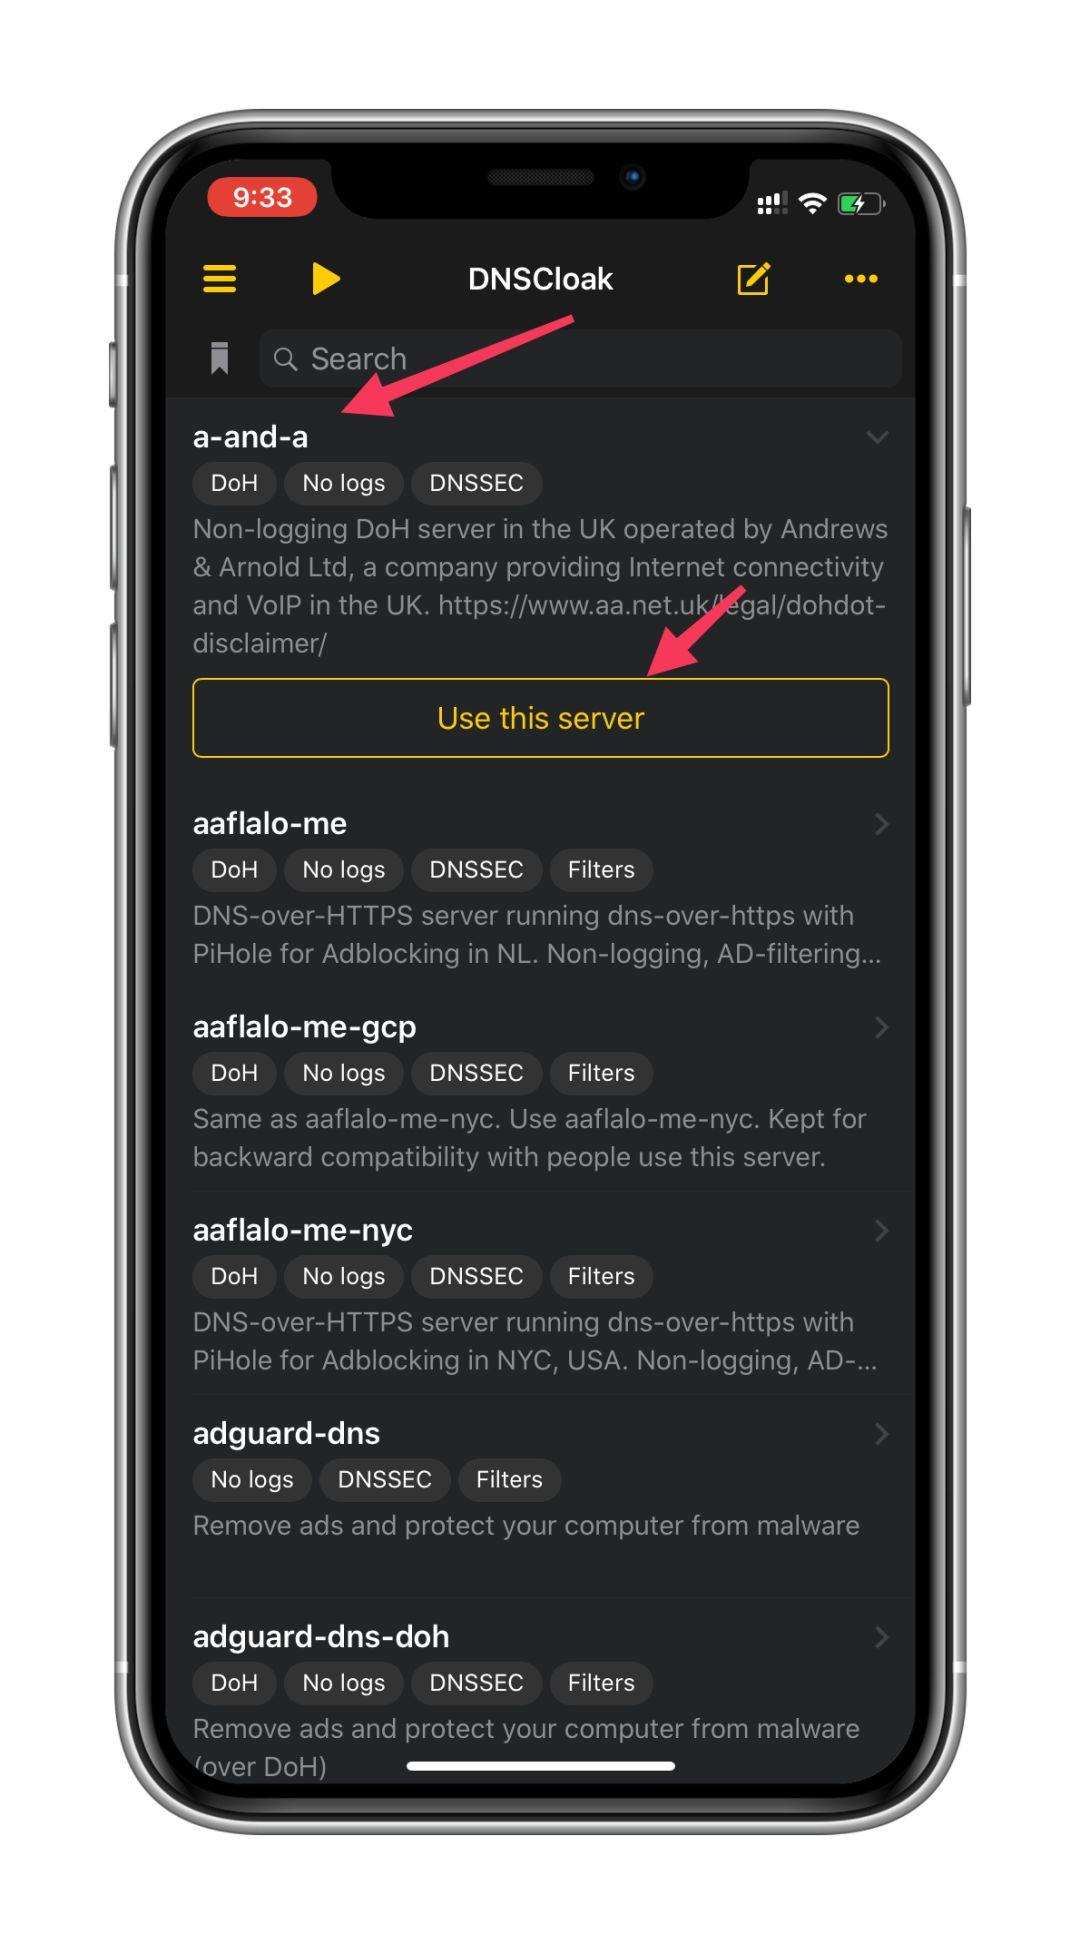 9:33
DNSCloak
Search
a-and-a
DoH No logs DNSSEC
Non-logging DoH server in the UK operated by Andrews
& Arnold Ltd, a company providing Internet connectivity
and VoIP in the UK. https://www.aa.net.uk/legal/dohdot-
disclaimer/
Use this server
aaflalo-me
DoH No logs DNSSEC Filters
DNS-over-HTTPS server running dns-over-https with
PiHole for Adblocking in NL. Non-logging, AD-filtering...
aaflalo-me-gcp
DoH No logs DNSSEC Filters
Same as aaflalo-me-nyc. Use aaflalo-me-nyc. Kept for
backward compatibility with people use this server.
aaflalo-me-nyc
DoH No logs DNSSEC Filters
DNS-over-HTTPS server running dns-over-https with
PiHole for Adblocking in NYC, USA. Non-logging, AD-...
adguard-dns
No logs DNSSEC Filters
Remove ads and protect your computer from malware
adguard-dns-doh
DoH No logs DNSSEC Filters
Remove ads and protect your computer from malware
(over DoH)